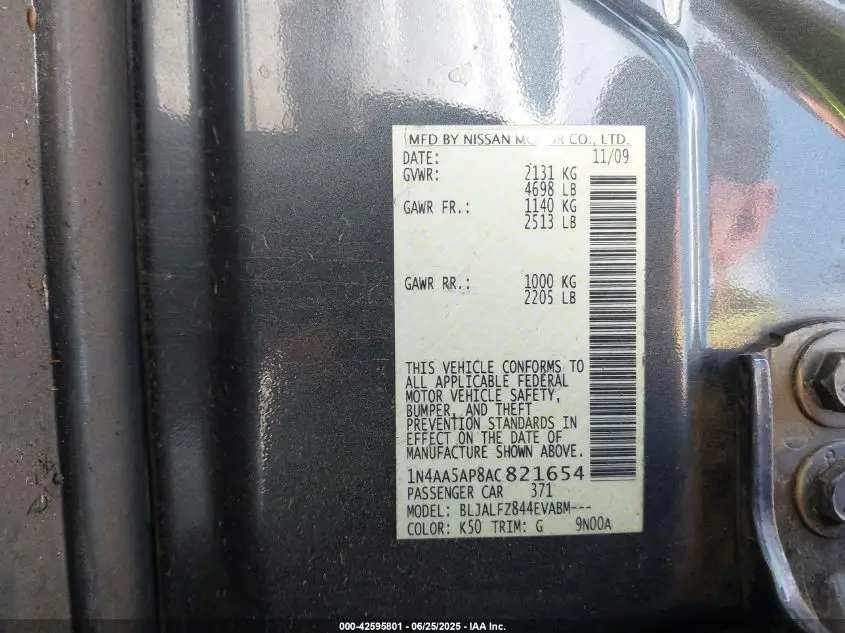 MFD BY NISSAN MOTOR CO., LTD.
DATE: 11/09
GVWR: 2131 KG
4698 LB
GAWR FR.: 1140 KG
2513 LB
GAWR RR.: 1000 KG
2205 LB
THIS VEHICLE CONFORMS TO
ALL APPLICABLE FEDERAL
MOTOR VEHICLE SAFETY,
BUMPER, AND THEFT
PREVENTION STANDARDS IN
EFFECT ON THE DATE OF
MANUFACTURE SHOWN ABOVE.
1N4AA5AP8AC821654
PASSENGER CAR 371
MODEL: BLJALFZ844EVABM---
COLOR: K50 TRIM: G 9N00A
000-42595801 - 06/25/2025 - IAA Inc.